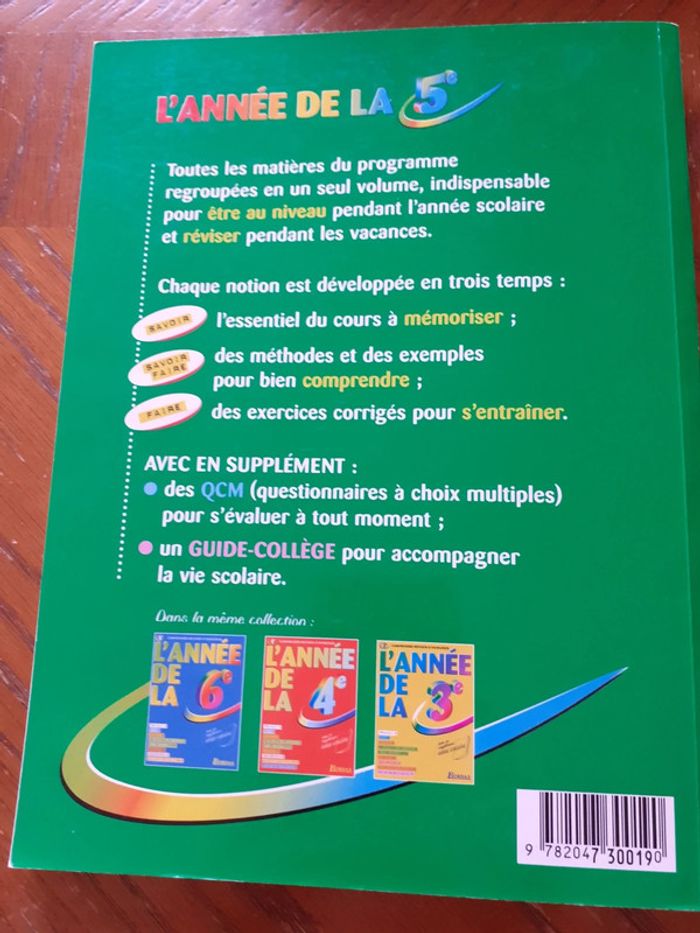 L'ANNÉE DE LA 5e
Toutes les matières du programme
regroupées en un seul volume, indispensable
pour être au niveau pendant l'année scolaire
et réviser pendant les vacances.
Chaque notion est développée en trois temps :
SAVOIR
l'essentiel du cours à mémoriser ;
SAVOIR
FAIRE
des méthodes et des exemples
pour bien comprendre ;
FAIRE
des exercices corrigés pour s'entraîner.
AVEC EN SUPPLÉMENT :
des QCM (questionnaires à choix multiples)
pour s'évaluer à tout moment ;
un GUIDE-COLLÈGE pour accompagner
la vie scolaire.
Dans la même collection :
L'ANNÉE
DE
LA 6e
L'ANNÉE
DE
LA 4e
Bordas
L'ANNÉE
DE
LA 3e
Bordas
9 782047 300190